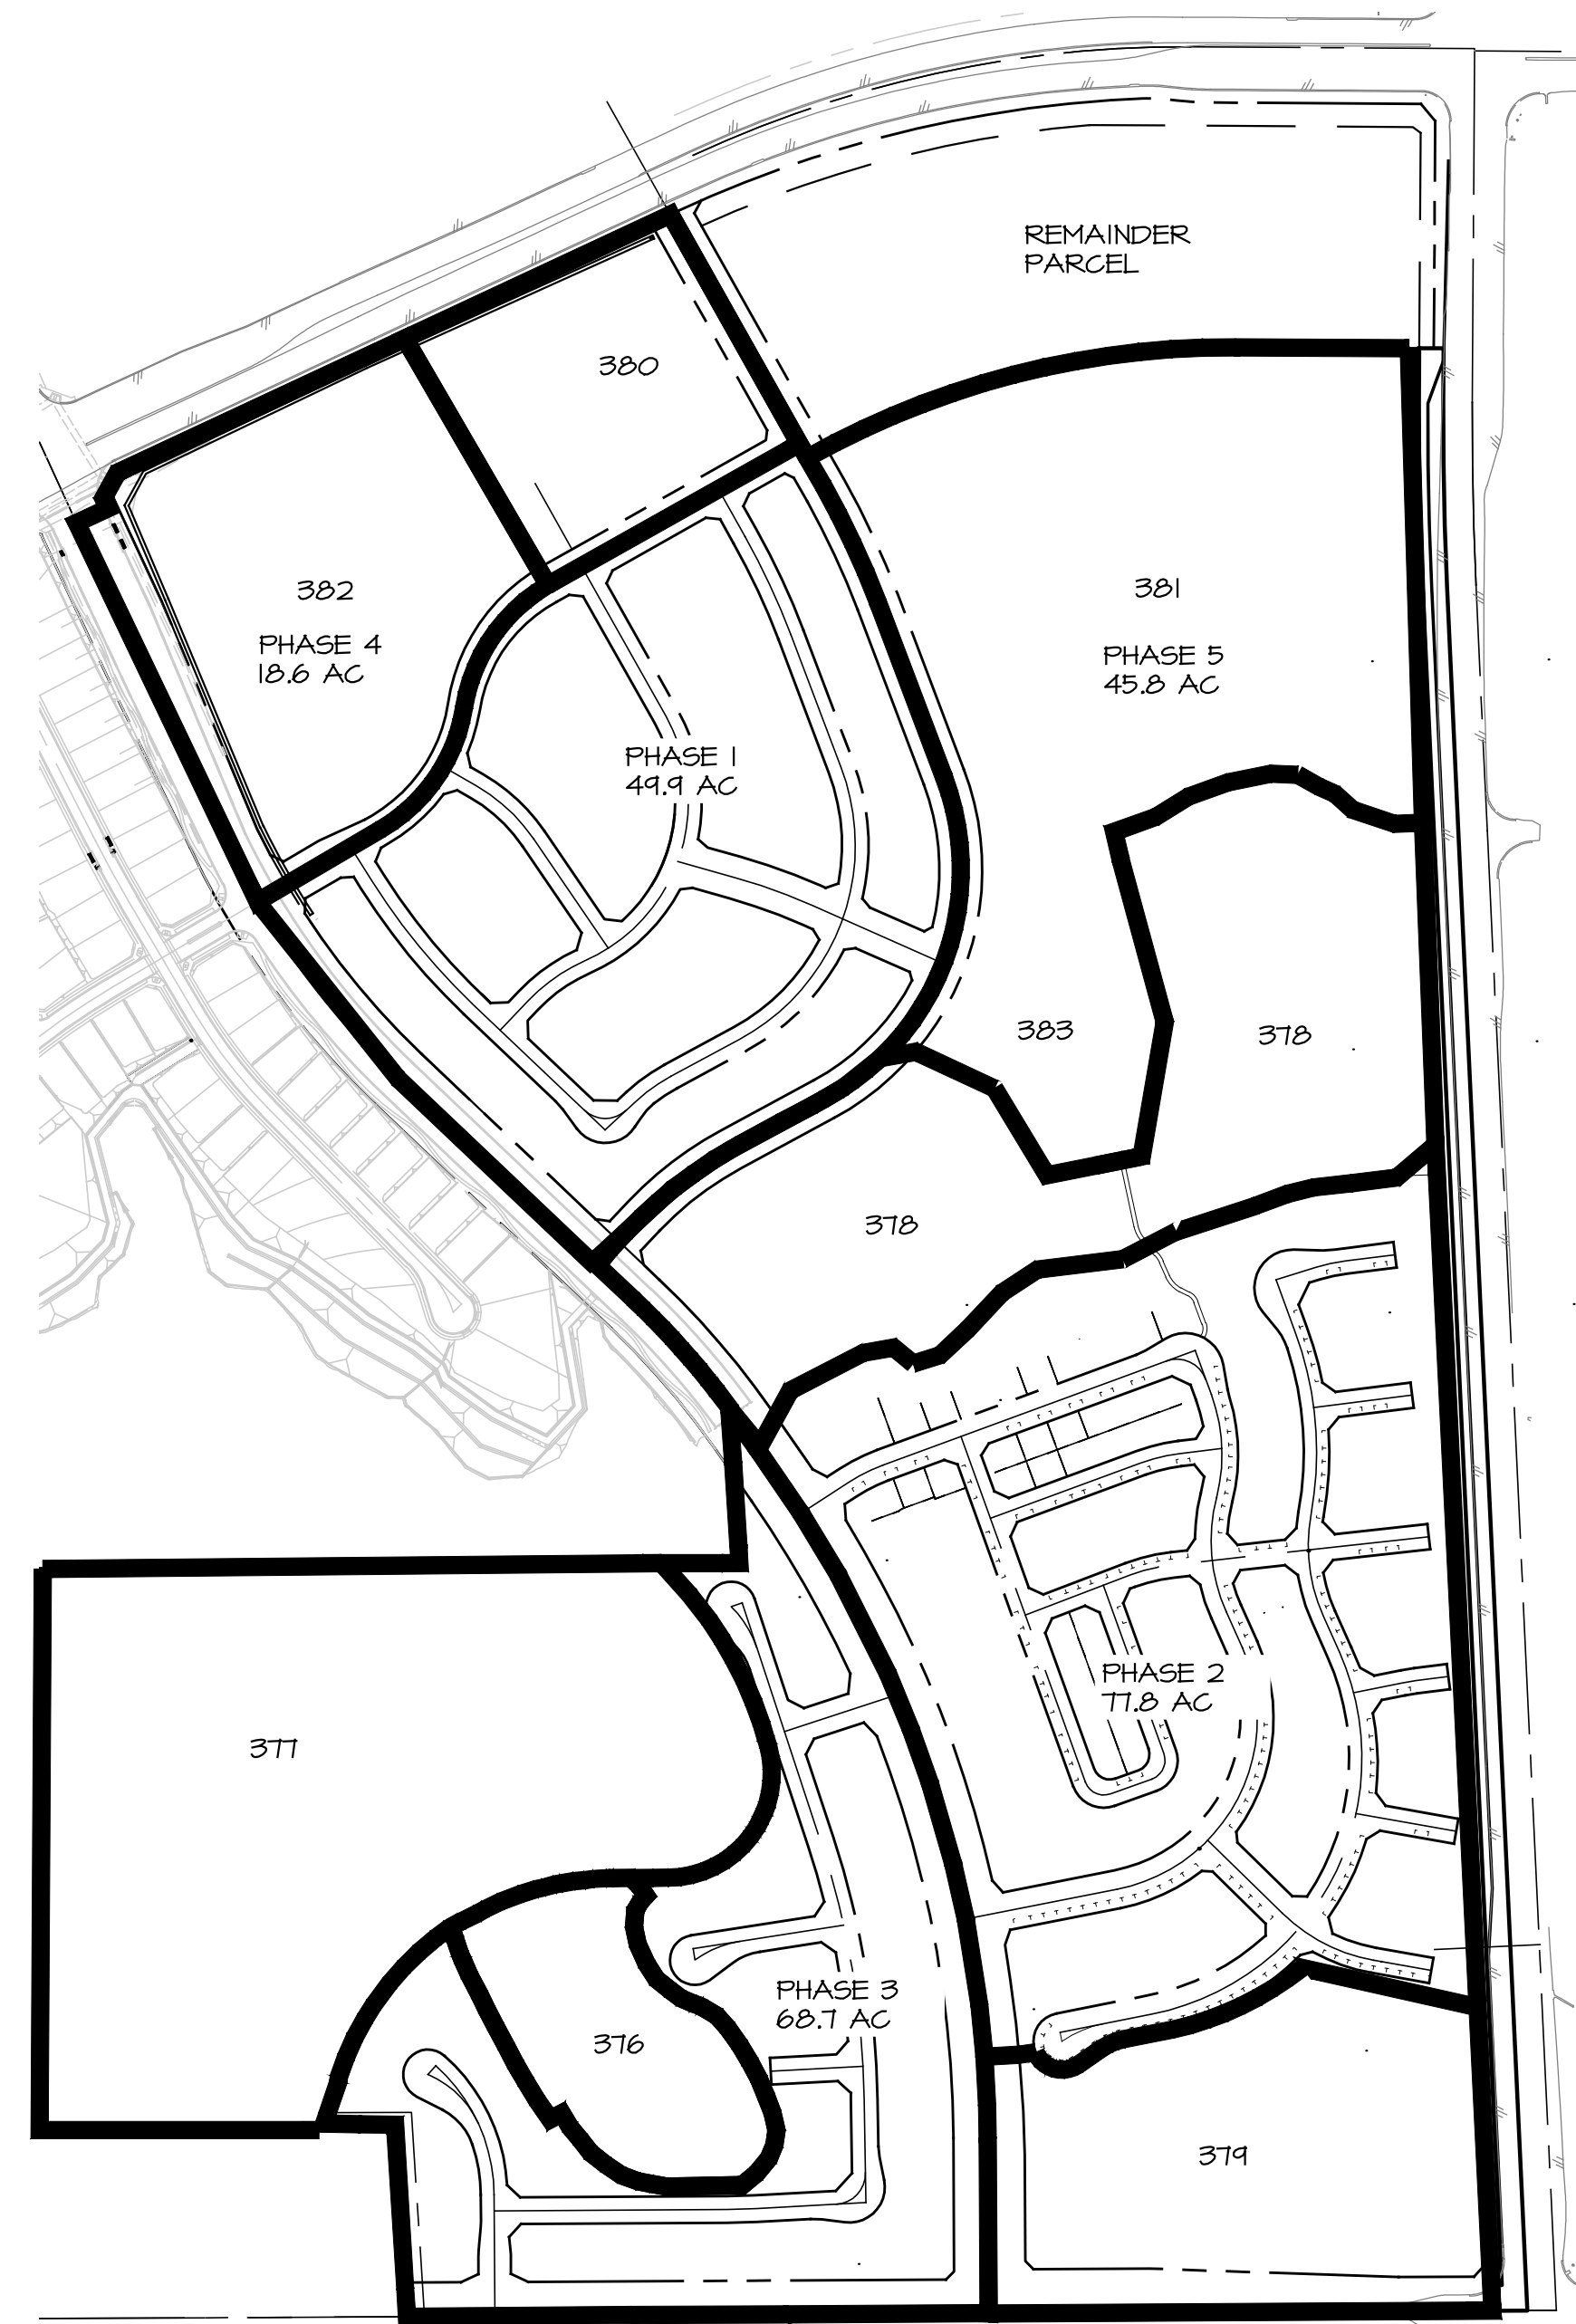 REMAINDER
PARCEL
380
382
PHASE 4
18.6 AC
381
PHASE 5
45.8 AC
PHASE 1
49.9 AC
383
378
378
PHASE 2
77.8 AC
377
PHASE 3
68.7 AC
376
379